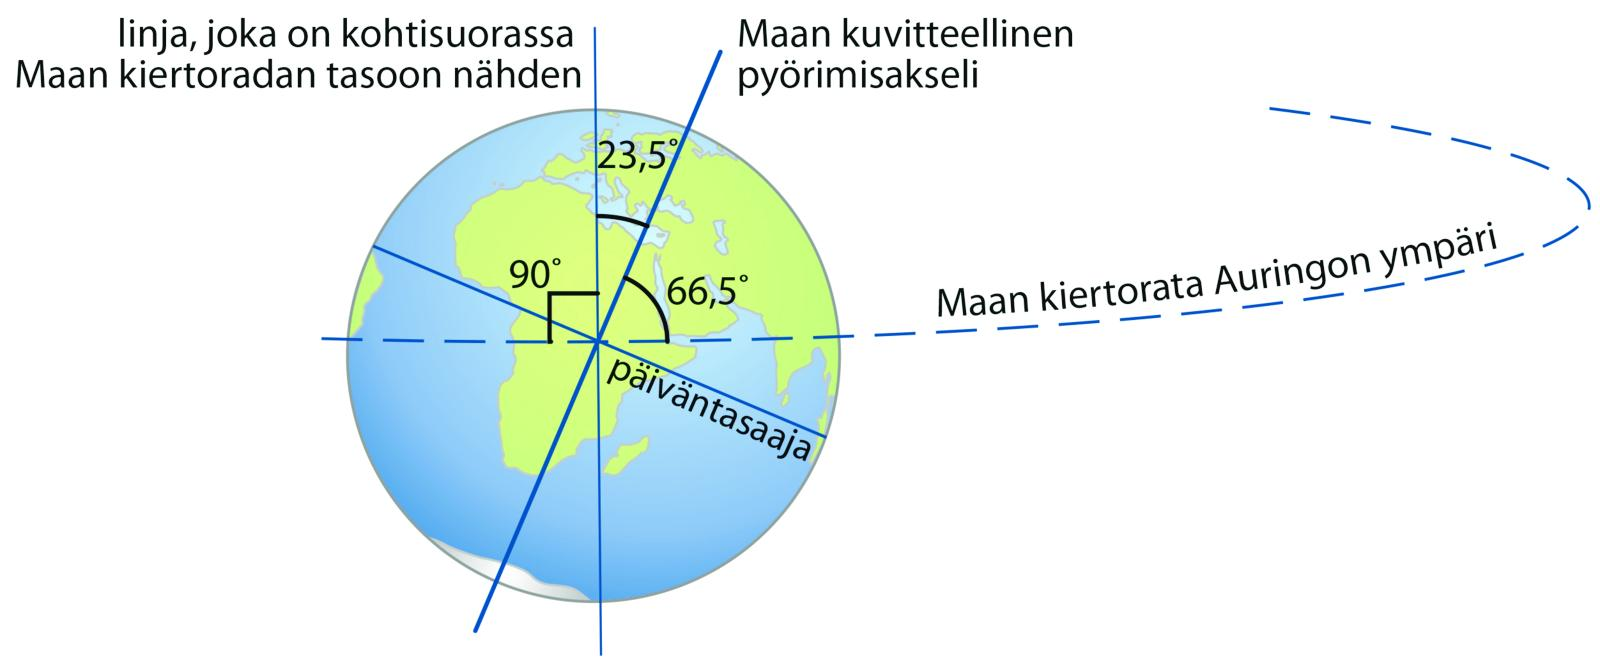 linja, joka on kohtisuorassa
Maan kiertoradan tasoon nähden
Maan kuvitteellinen
pyörimisakseli
23,5°
90°
66,5°
Maan kiertorata Auringon ympäri
päiväntasaaja